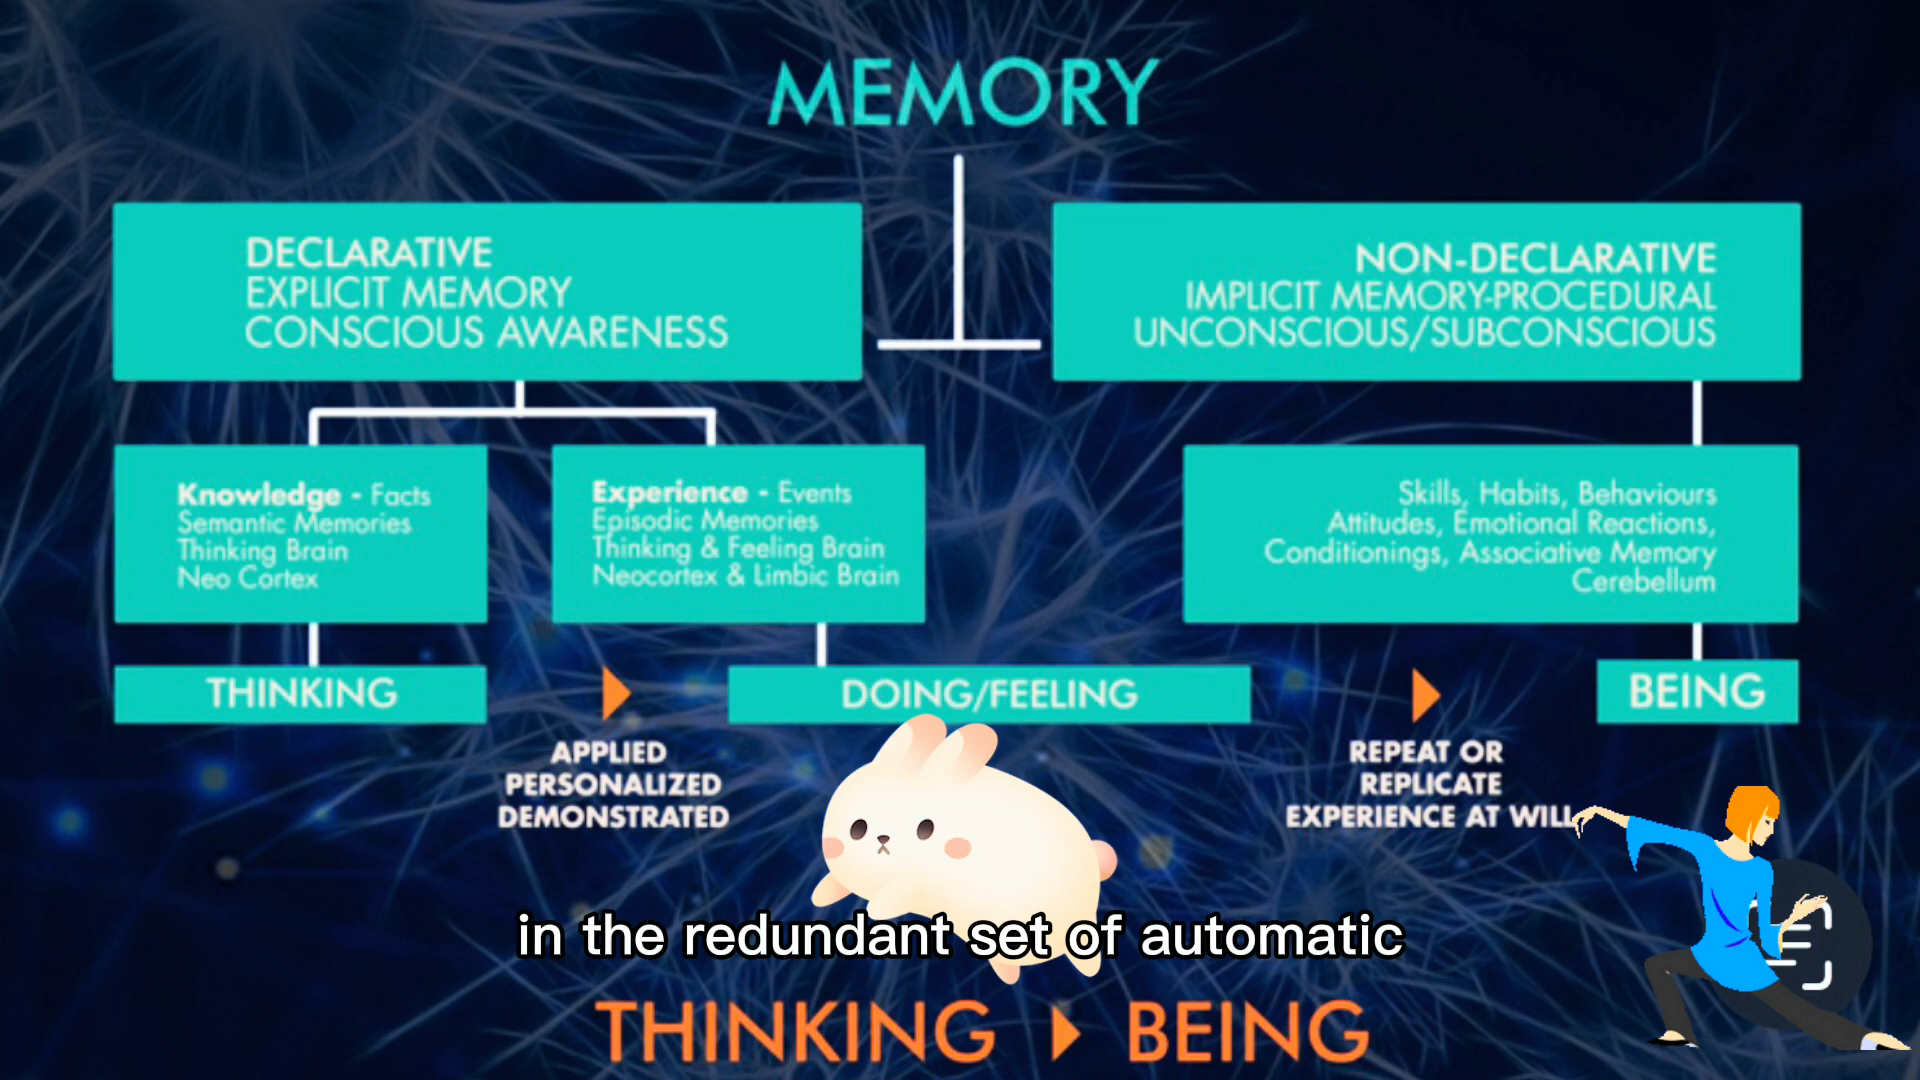 MEMORY
DECLARATIVE
EXPLICIT MEMORY
CONSCIOUS AWARENESS
NON-DECLARATIVE
IMPLICIT MEMORY-PROCEDURAL
UNCONSCIOUS/SUBCONSCIOUS
Knowledge - Facts
Semantic Memories
Thinking Brain
Neo Cortex
Experience - Events
Episodic Memories
Thinking & Feeling Brain
Neocortex & Limbic Brain
Skills, Habits, Behaviours
Attitudes, Emotional Reactions,
Conditionings, Associative Memory
Cerebellum
THINKING
DOING/FEELING
BEING
APPLIED
PERSONALIZED
DEMONSTRATED
REPEAT OR
REPLICATE
EXPERIENCE AT WILL
in the redundant set of automatic
THINKING BEING